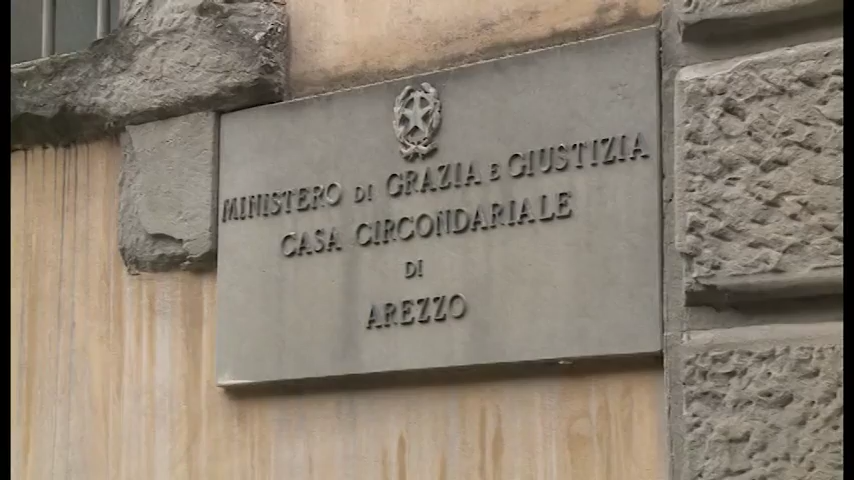 MINISTERO DI GRAZIA E GIUSTIZIA
CASA CIRCONDARIALE
DI
AREZZO